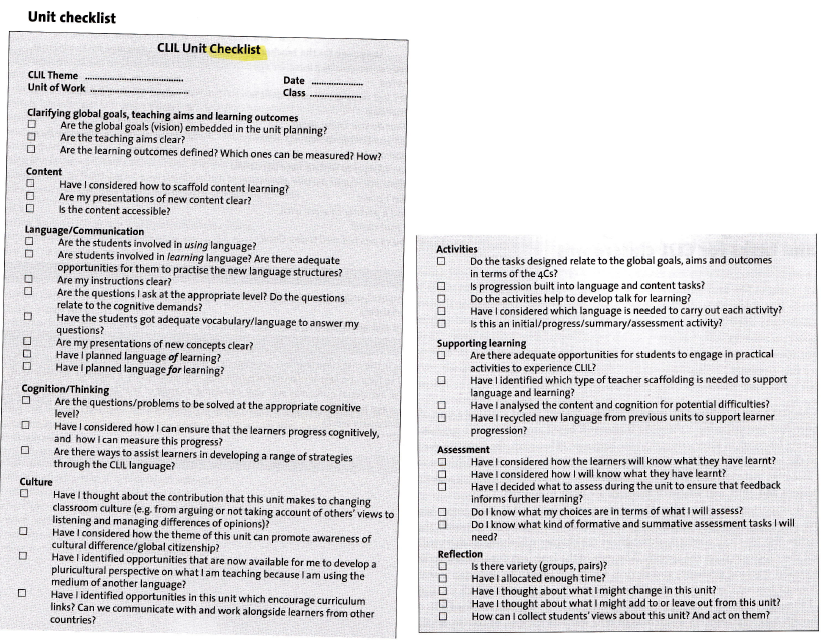 Unit checklist
CLIL Unit Checklist
CLIL Theme ................................
Date .................
Unit of Work ................................
Class .................
Clarifying global goals, teaching aims and learning outcomes
☐ Are the global goals (vision) embedded in the unit planning?
☐ Are the teaching aims clear?
☐ Are the learning outcomes defined? Which ones can be measured? How?
Content
☐ Have I considered how to scaffold content learning?
☐ Are my presentations of new content clear?
☐ Is the content accessible?
Language/Communication
☐ Are the students involved in using language?
☐ Are students involved in learning language? Are there adequate
opportunities for them to practise the new language structures?
☐ Are my instructions clear?
☐ Are the questions I ask at the appropriate level? Do the questions
relate to the cognitive demands?
☐ Have the students got adequate vocabulary/language to answer my
questions?
☐ Are my presentations of new concepts clear?
☐ Have I planned language of learning?
☐ Have I planned language for learning?
Cognition/Thinking
☐ Are the questions/problems to be solved at the appropriate cognitive
level?
☐ Have I considered how I can ensure that the learners progress cognitively,
and how I can measure this progress?
☐ Are there ways to assist learners in developing a range of strategies
through the CLIL language?
Culture
☐ Have I thought about the contribution that this unit makes to changing
classroom culture (e.g. from arguing or not taking account of others' views to
listening and managing differences of opinions)?
☐ Have I considered how the theme of this unit can promote awareness of
cultural difference/global citizenship?
☐ Have I identified opportunities that are now available for me to develop a
pluricultural perspective on what I am teaching because I am using the
medium of another language?
☐ Have I identified opportunities in this unit which encourage curriculum
links? Can we communicate with and work alongside learners from other
countries?
Activities
☐ Do the tasks designed relate to the global goals, aims and outcomes
in terms of the 4Cs?
☐ Is progression built into language and content tasks?
☐ Do the activities help to develop talk for learning?
☐ Have I considered which language is needed to carry out each activity?
☐ Is this an initial/progress/summary/assessment activity?
Supporting learning
☐ Are there adequate opportunities for students to engage in practical
activities to experience CLIL?
☐ Have I identified which type of teacher scaffolding is needed to support
language and learning?
☐ Have I analysed the content and cognition for potential difficulties?
☐ Have I recycled new language from previous units to support learner
progression?
Assessment
☐ Have I considered how the learners will know what they have learnt?
☐ Have I considered how I will know what they have learnt?
☐ Have I decided what to assess during the unit to ensure that feedback
informs further learning?
☐ Do I know what my choices are in terms of what I will assess?
☐ Do I know what kind of formative and summative assessment tasks I will
need?
Reflection
☐ Is there variety (groups, pairs)?
☐ Have I allocated enough time?
☐ Have I thought about what I might change in this unit?
☐ Have I thought about what I might add to or leave out from this unit?
☐ How can I collect students' views about this unit? And act on them?